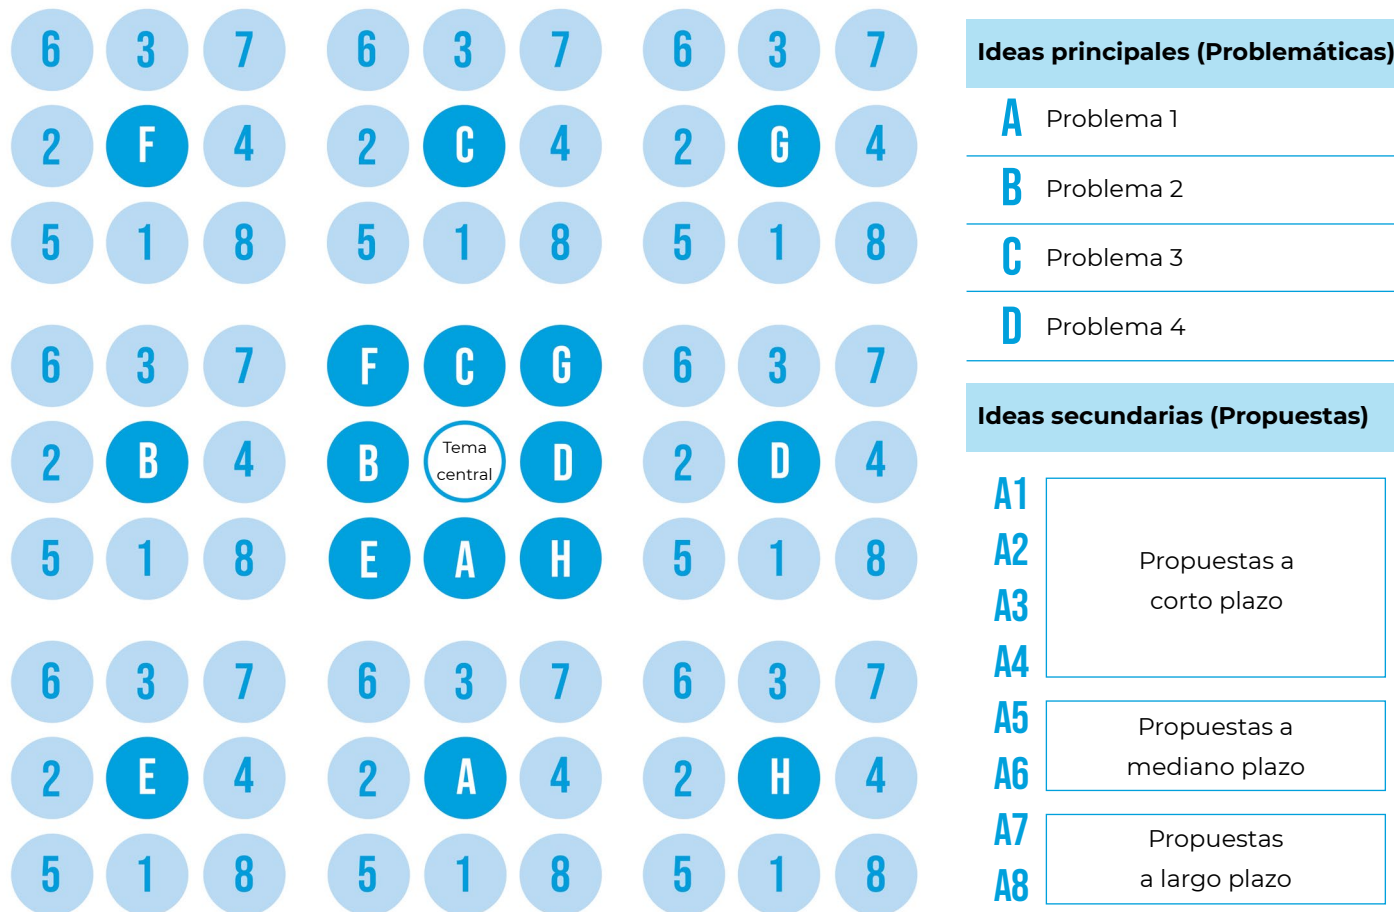 6 3 7 6 3 7 6 3 7
2 F 4 2 C 4 2 G 4
5 1 8 5 1 8 5 1 8
6 3 7 F C G 6 3 7
2 B 4 B Tema central D 2 D 4
5 1 8 E A H 5 1 8
6 3 7 6 3 7 6 3 7
2 E 4 2 A 4 2 H 4
5 1 8 5 1 8 5 1 8
Ideas principales (Problemáticas)
A Problema 1
B Problema 2
C Problema 3
D Problema 4
Ideas secundarias (Propuestas)
A1
A2
A3
A4
Propuestas a
corto plazo
A5
A6
Propuestas a
mediano plazo
A7
A8
Propuestas
a largo plazo